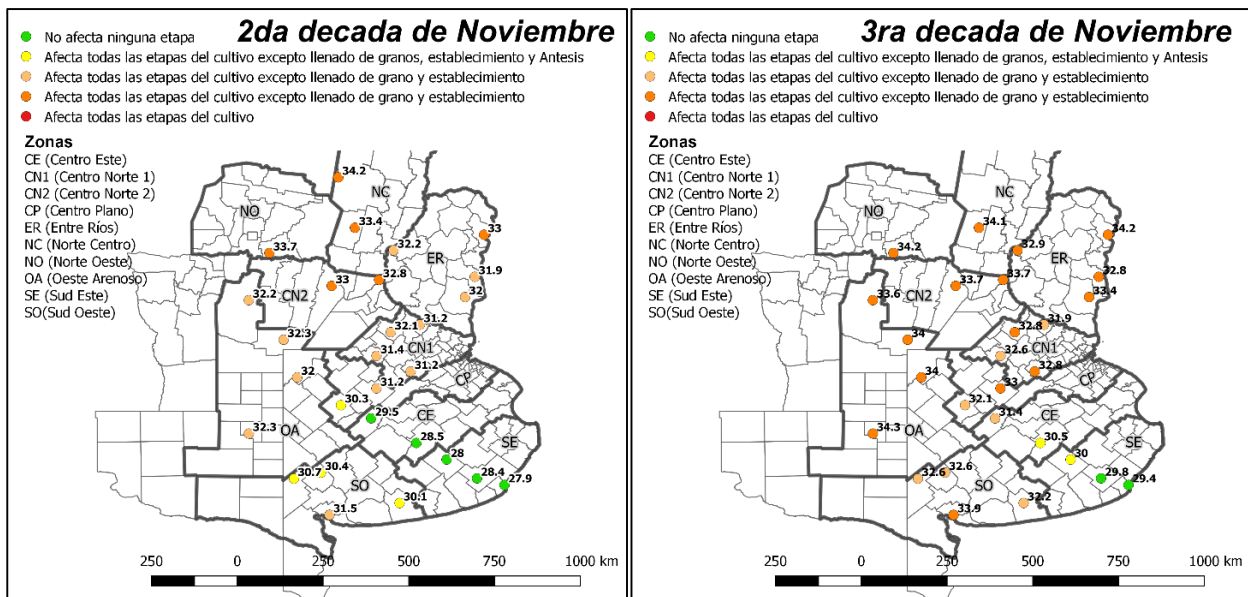 2da decada de Noviembre
No afecta ninguna etapa
Afecta todas las etapas del cultivo excepto llenado de granos, establecimiento y Antesis
Afecta todas las etapas del cultivo excepto llenado de grano y establecimiento
Afecta todas las etapas del cultivo excepto llenado de grano y establecimiento
Afecta todas las etapas del cultivo
Zonas
CE (Centro Este)
CN1 (Centro Norte 1)
CN2 (Centro Norte 2)
CP (Centro Plano)
ER (Entre Ríos)
NC (Norte Centro)
NO (Norte Oeste)
OA (Oeste Arenoso)
SE (Sud Este)
SO(Sud Oeste)
34.2
NC
NO
33.4
33
32.2
33.7
ER
31.9
32.8
33
32
CN2
32.2
31.2
32.1
32.3
CN1
31.4
31.2
32
CP
31.2
30.3
29.5
CE
32.3
OA
28.5
SE
28
30.4
30.7
SO
28.4
27.9
30.1
31.5
250 0 250 500 750 1000 km
3ra decada de Noviembre
No afecta ninguna etapa
Afecta todas las etapas del cultivo excepto llenado de granos, establecimiento y Antesis
Afecta todas las etapas del cultivo excepto llenado de grano y establecimiento
Afecta todas las etapas del cultivo excepto llenado de grano y establecimiento
Afecta todas las etapas del cultivo
Zonas
CE (Centro Este)
CN1 (Centro Norte 1)
CN2 (Centro Norte 2)
CP (Centro Plano)
ER (Entre Ríos)
NC (Norte Centro)
NO (Norte Oeste)
OA (Oeste Arenoso)
SE (Sud Este)
SO(Sud Oeste)
NC
NO
34.1
34.2
32.9
34.2
ER
32.8
33.7
33.7
33.4
CN2
33.6
31.9
32.8
34
CN1
32.6
32.8
34
CP
33
32.1
31.4
CE
34.3
OA
30.5
SE
30
32.6
32.6
SO
29.8
29.4
32.2
33.9
250 0 250 500 750 1000 km